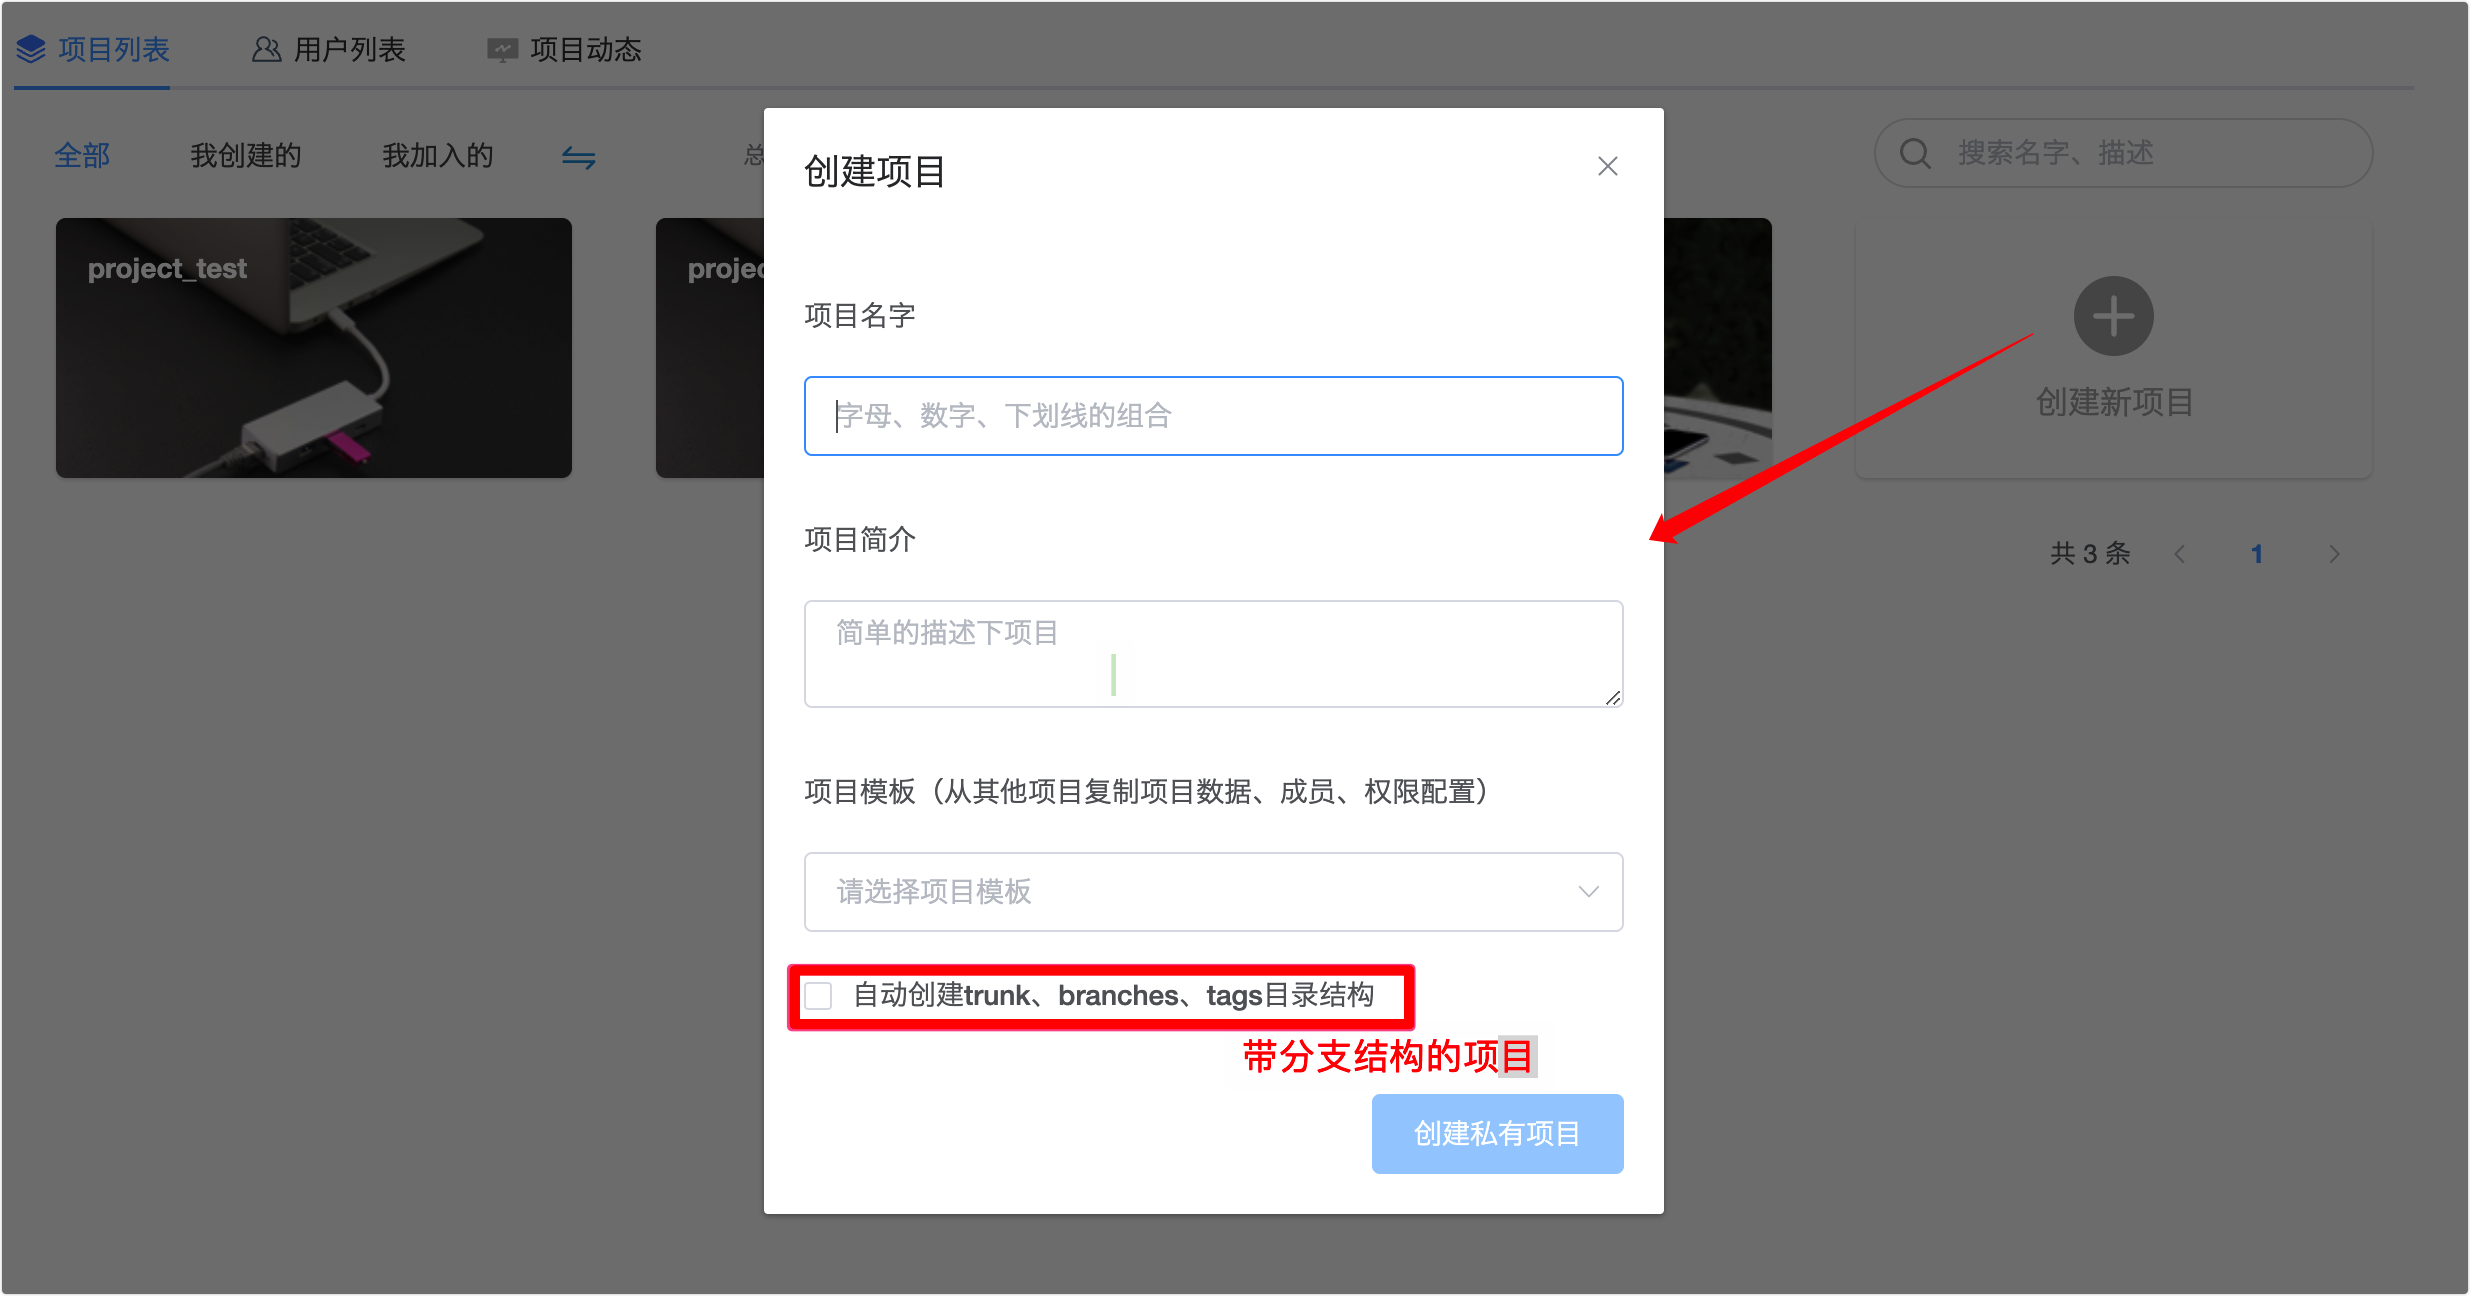 项目列表 用户列表 项目动态
全部 我创建的 我加入的 总
搜索名字、描述
project_test
projec
创建新项目
共 3 条 1
创建项目
项目名字
字母、数字、下划线的组合
项目简介
简单的描述下项目
项目模板（从其他项目复制项目数据、成员、权限配置）
请选择项目模板
自动创建trunk、branches、tags目录结构
带分支结构的项目
创建私有项目